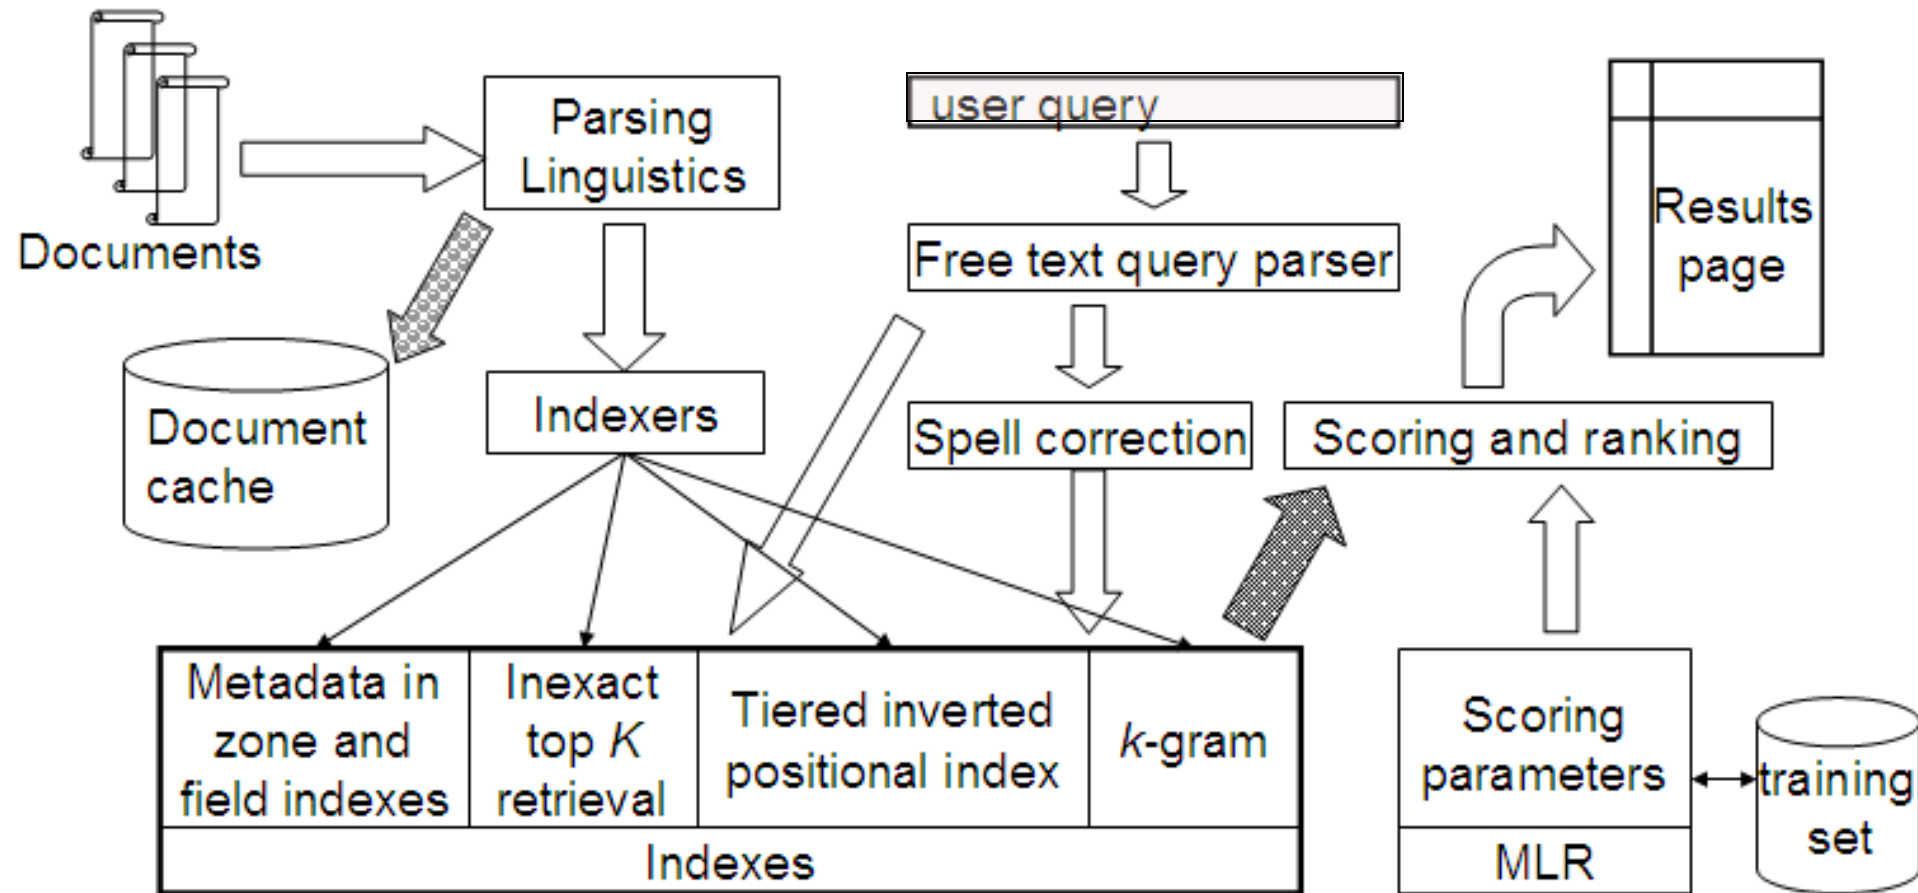 Documents
Parsing
Linguistics
user query
Free text query parser
Results
page
Document
cache
Indexers
Spell correction
Scoring and ranking
Metadata in
zone and
field indexes
Inexact
top K
retrieval
Tiered inverted
positional index
k-gram
Indexes
Scoring
parameters
MLR
training
set